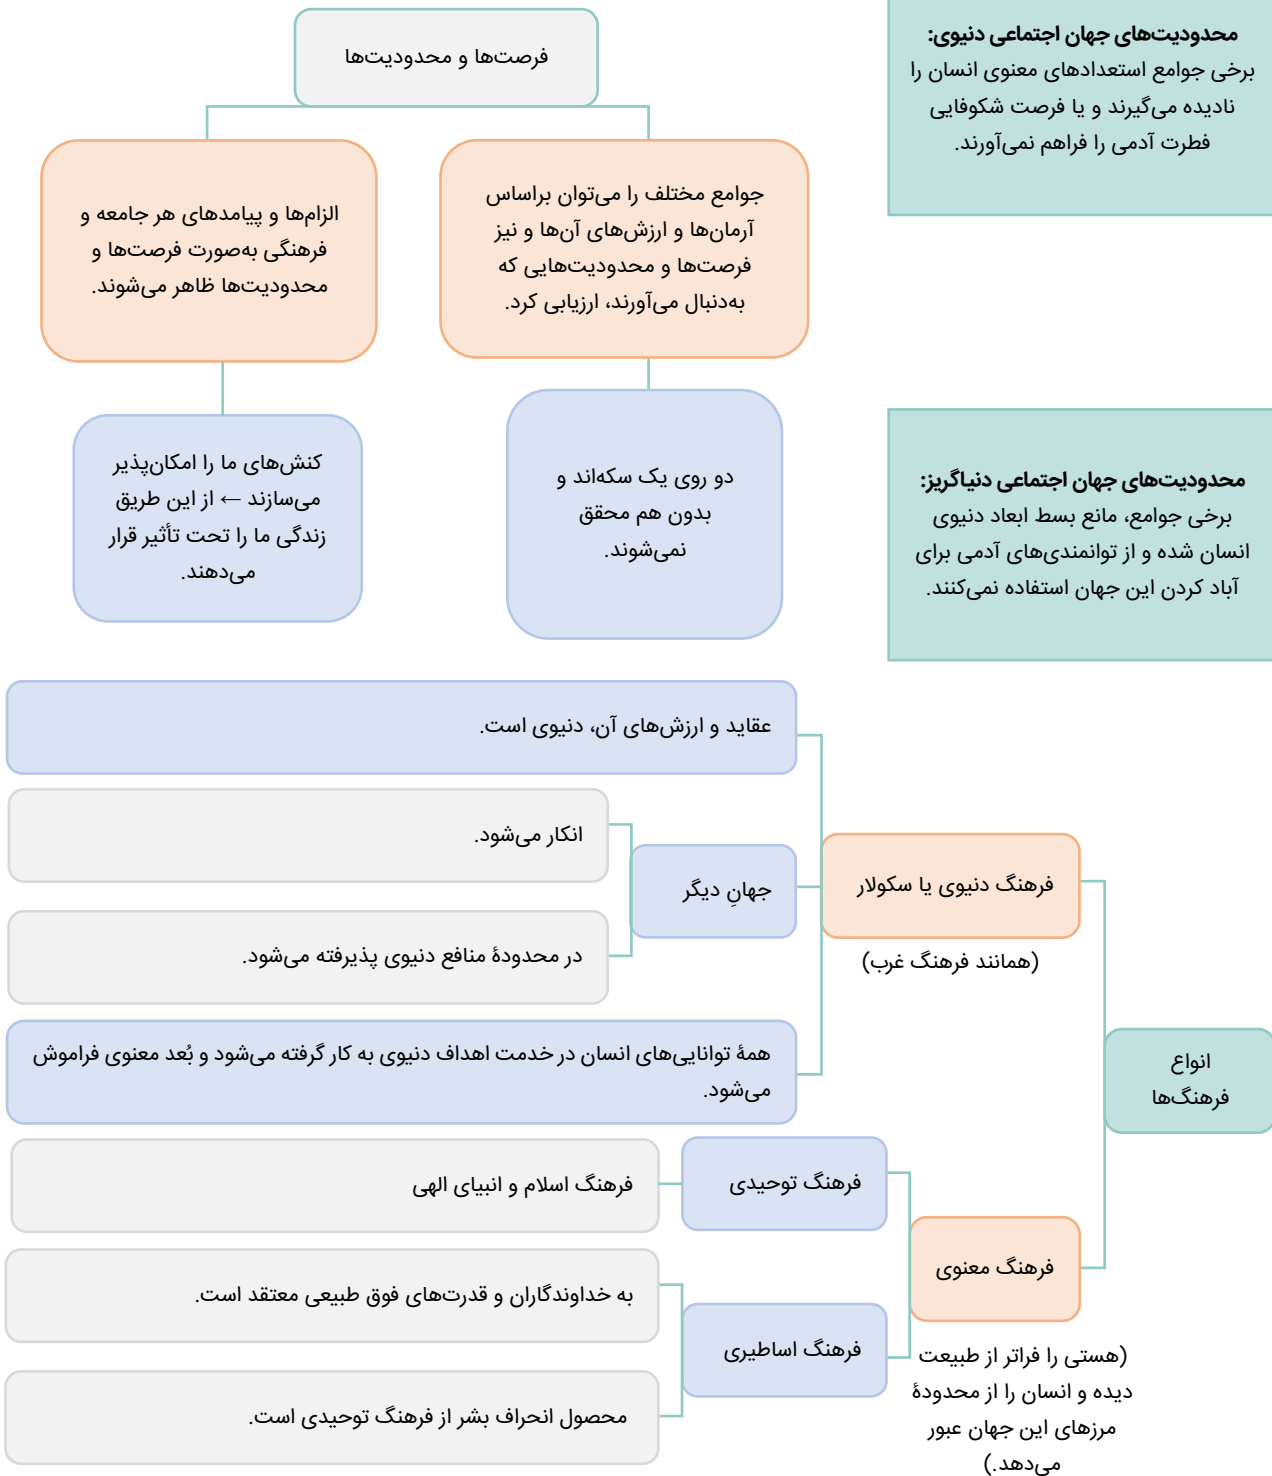 فرصت‌ها و محدودیت‌ها
جوامع مختلف را می‌توان براساس
آرمان‌ها و ارزش‌های آن‌ها و نیز
فرصت‌ها و محدودیت‌هایی که
به‌دنبال می‌آورند، ارزیابی کرد.
الزام‌ها و پیامدهای هر جامعه و
فرهنگی به‌صورت فرصت‌ها و
محدودیت‌ها ظاهر می‌شوند.
دو روی یک سکه‌اند و
بدون هم محقق
نمی‌شوند.
کنش‌های ما را امکان‌پذیر
می‌سازند ← از این طریق
زندگی ما را تحت تأثیر قرار
می‌دهند.
محدودیت‌های جهان اجتماعی دنیوی:
برخی جوامع استعدادهای معنوی انسان را
نادیده می‌گیرند و یا فرصت شکوفایی
فطرت آدمی را فراهم نمی‌آورند.
محدودیت‌های جهان اجتماعی دنیاگریز:
برخی جوامع، مانع بسط ابعاد دنیوی
انسان شده و از توانمندی‌های آدمی برای
آباد کردن این جهان استفاده نمی‌کنند.
انواع
فرهنگ‌ها
فرهنگ دنیوی یا سکولار
(همانند فرهنگ غرب)
عقاید و ارزش‌های آن، دنیوی است.
جهانِ دیگر
انکار می‌شود.
در محدودۀ منافع دنیوی پذیرفته می‌شود.
همۀ توانایی‌های انسان در خدمت اهداف دنیوی به کار گرفته می‌شود و بُعد معنوی فراموش
می‌شود.
فرهنگ معنوی
(هستی را فراتر از طبیعت
دیده و انسان را از محدودۀ
مرزهای این جهان عبور
می‌دهد.)
فرهنگ توحیدی
فرهنگ اسلام و انبیای الهی
فرهنگ اساطیری
به خداوندگاران و قدرت‌های فوق طبیعی معتقد است.
محصول انحراف بشر از فرهنگ توحیدی است.